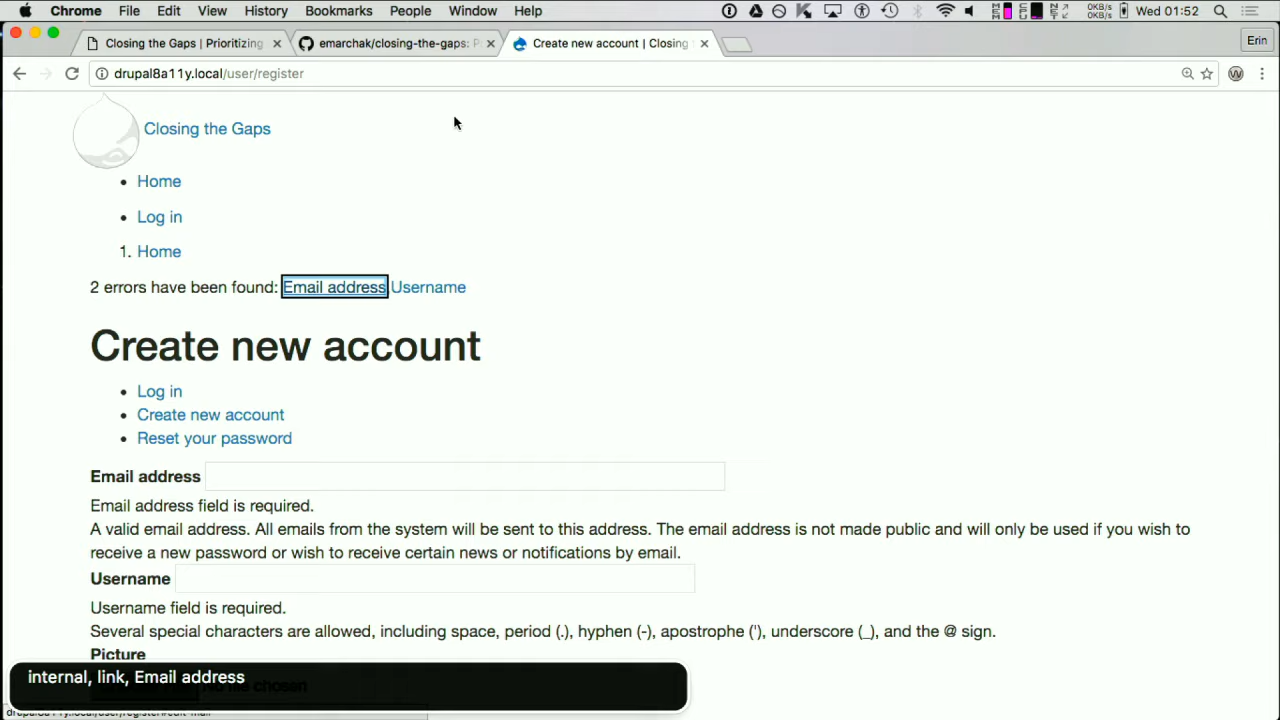 Chrome File Edit View History Bookmarks People Window Help Wed 01:52
Closing the Gaps | Prioritizing
emarchak/closing-the-gaps: P
Create new account | Closing
Erin
drupal8a11y.local/user/register
Closing the Gaps
• Home
• Log in
1. Home
2 errors have been found: Email address Username
Create new account
• Log in
• Create new account
• Reset your password
Email address
Email address field is required.
A valid email address. All emails from the system will be sent to this address. The email address is not made public and will only be used if you wish to
receive a new password or wish to receive certain news or notifications by email.
Username
Username field is required.
Several special characters are allowed, including space, period (.), hyphen (-), apostrophe ('), underscore (_), and the @ sign.
Picture
internal, link, Email address